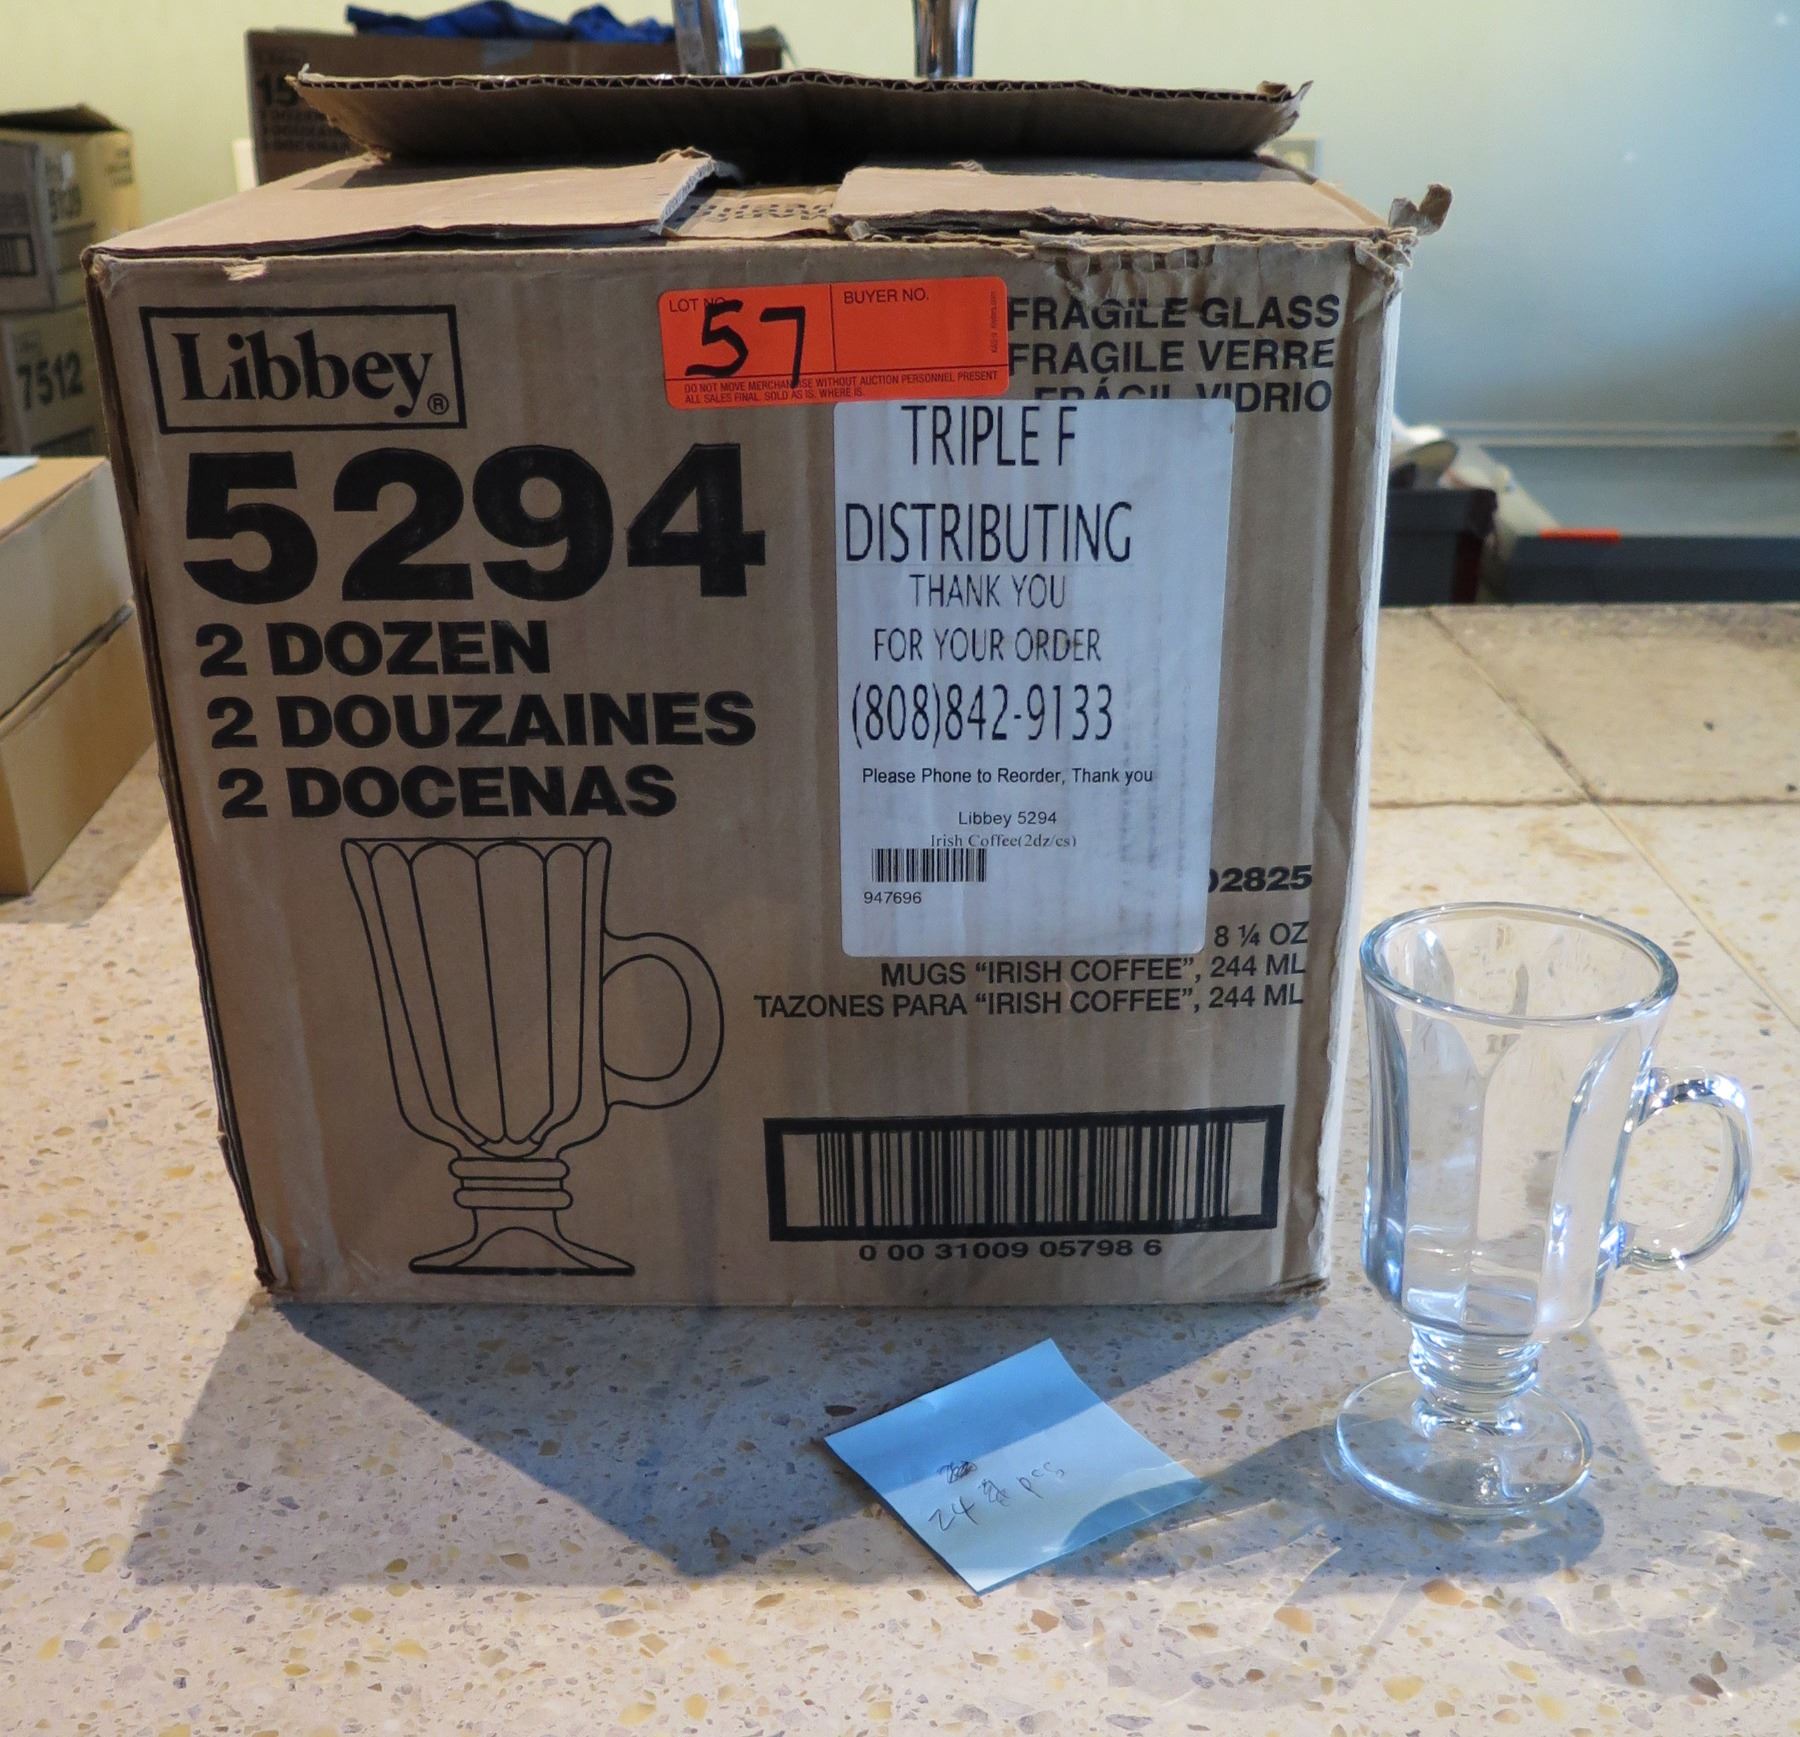 Libbey®
5294
2 DOZEN
2 DOUZAINES
2 DOCENAS
LOT NO.
57
BUYER NO.
DO NOT MOVE MERCHANDISE WITHOUT AUCTION PERSONNEL PRESENT
ALL SALES FINAL. SOLD AS IS. WHERE IS.
FRAGILE GLASS
FRAGILE VERRE
FRÁGIL VIDRIO
TRIPLE F
DISTRIBUTING
THANK YOU
FOR YOUR ORDER
(808)842-9133
Please Phone to Reorder, Thank you
Libbey 5294
Irish Coffee(2dz/cs)
947696
02825
8 ¼ OZ
MUGS “IRISH COFFEE”, 244 ML
TAZONES PARA “IRISH COFFEE”, 244 ML
0 00 31009 05798 6
24 pcs
15
5109
7512